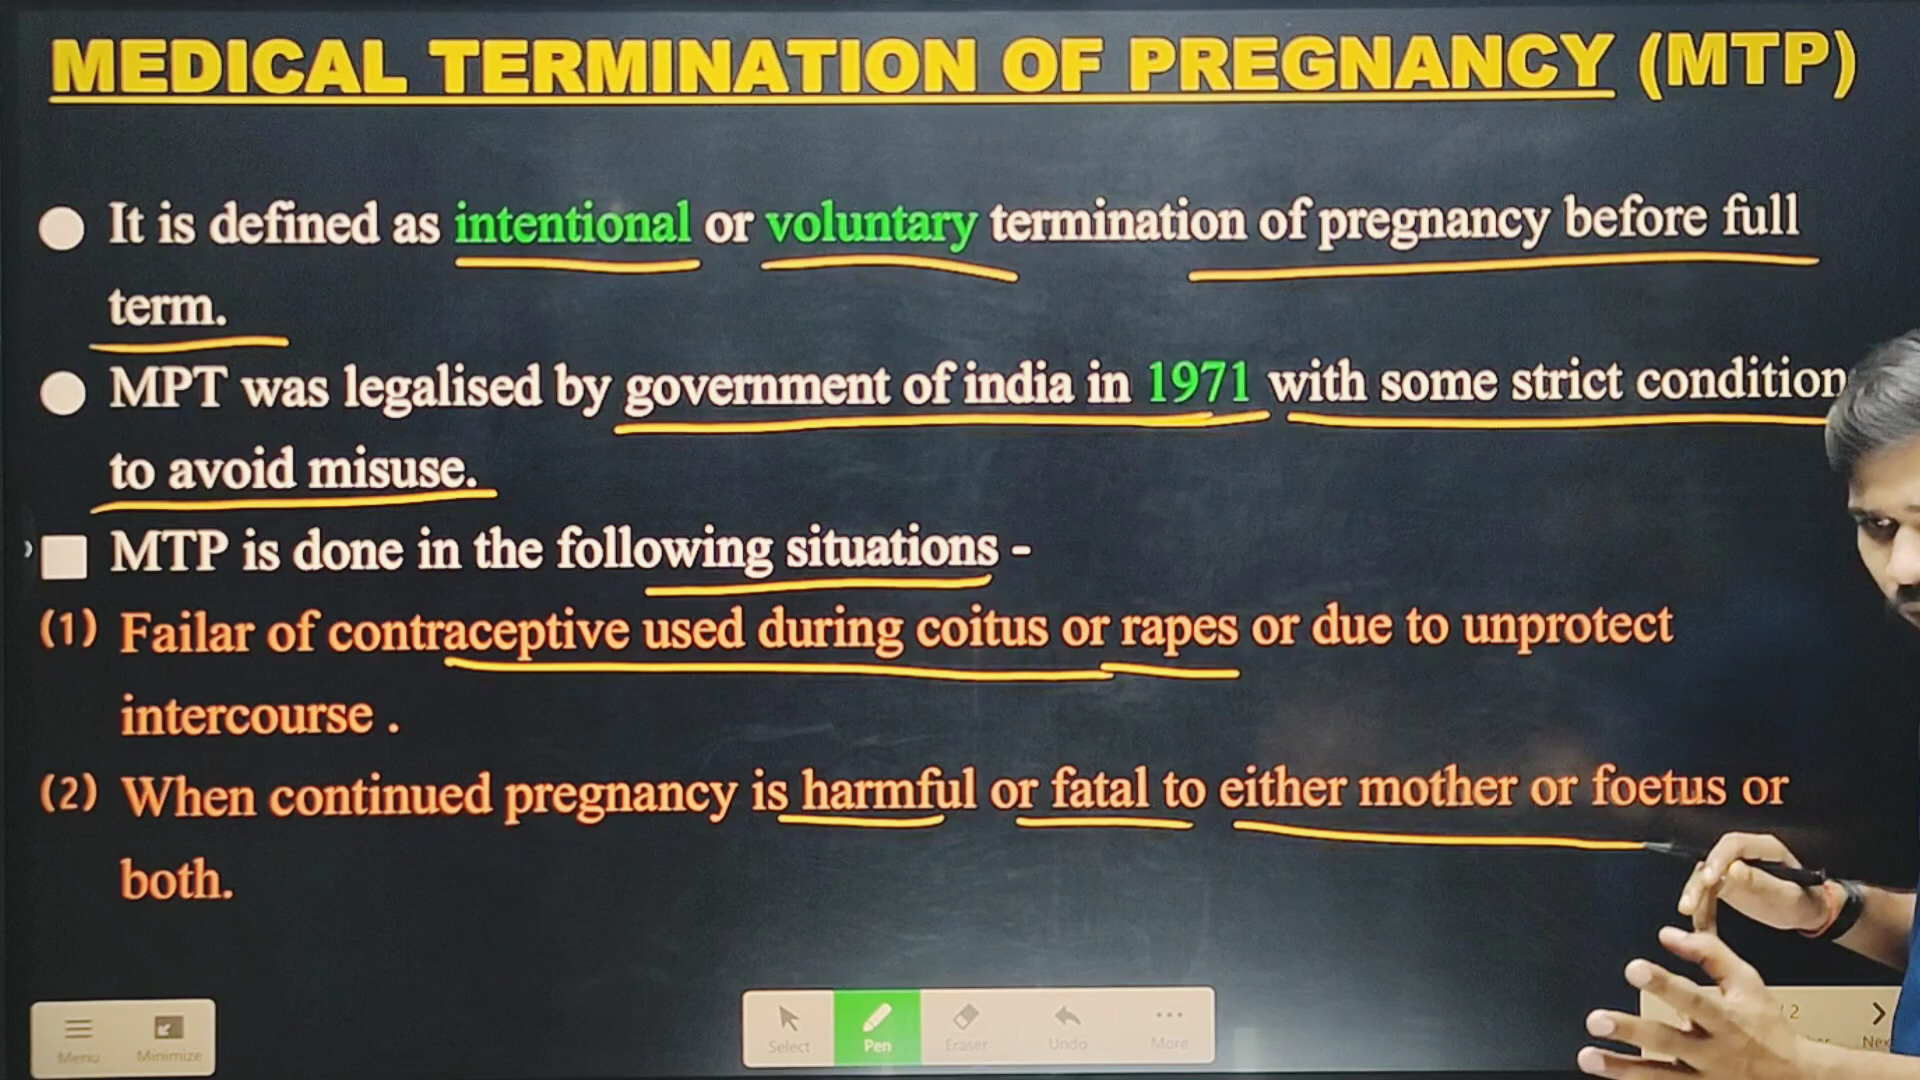 MEDICAL TERMINATION OF PREGNANCY (MTP)
It is defined as intentional or voluntary termination of pregnancy before full
term.
MPT was legalised by government of india in 1971 with some strict condition
to avoid misuse.
MTP is done in the following situations -
(1) Failar of contraceptive used during coitus or rapes or due to unprotect
intercourse .
(2) When continued pregnancy is harmful or fatal to either mother or foetus or
both.
Menu Minimize Select Pen Eraser Undo More
/ 2
Nex